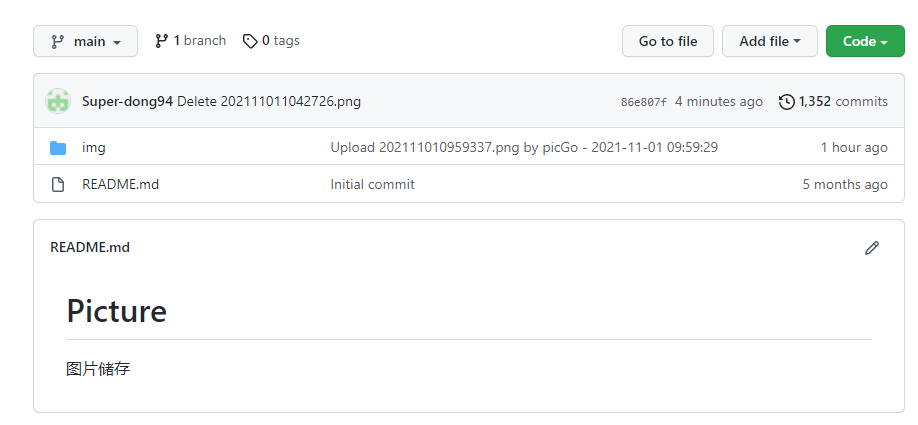 main 1 branch 0 tags Go to file Add file Code
Super-dong94 Delete 202111011042726.png 86e807f 4 minutes ago 1,352 commits
img Upload 202111010959337.png by picGo - 2021-11-01 09:59:29 1 hour ago
README.md Initial commit 5 months ago
README.md
Picture
图片储存